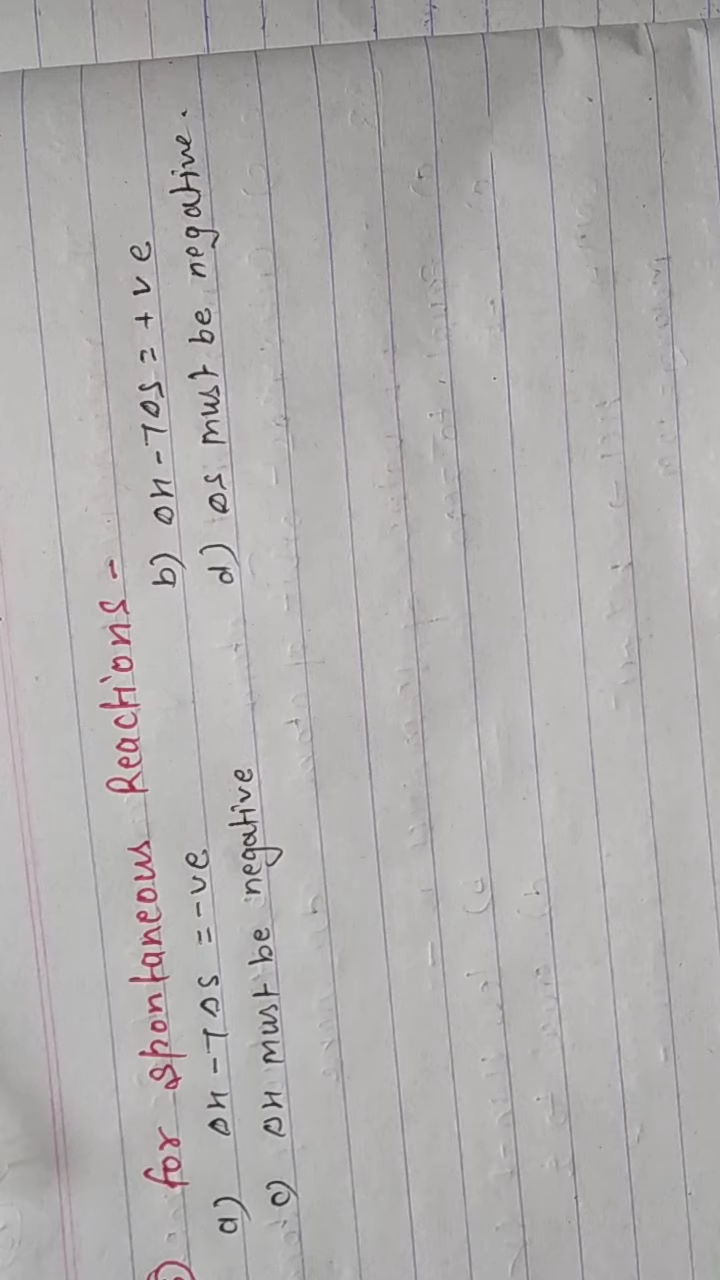 for spontaneous Reactions -
a) ΔH - TΔS = -ve b) ΔH - TΔS = +ve
c) ΔH must be negative d) ΔS must be negative.